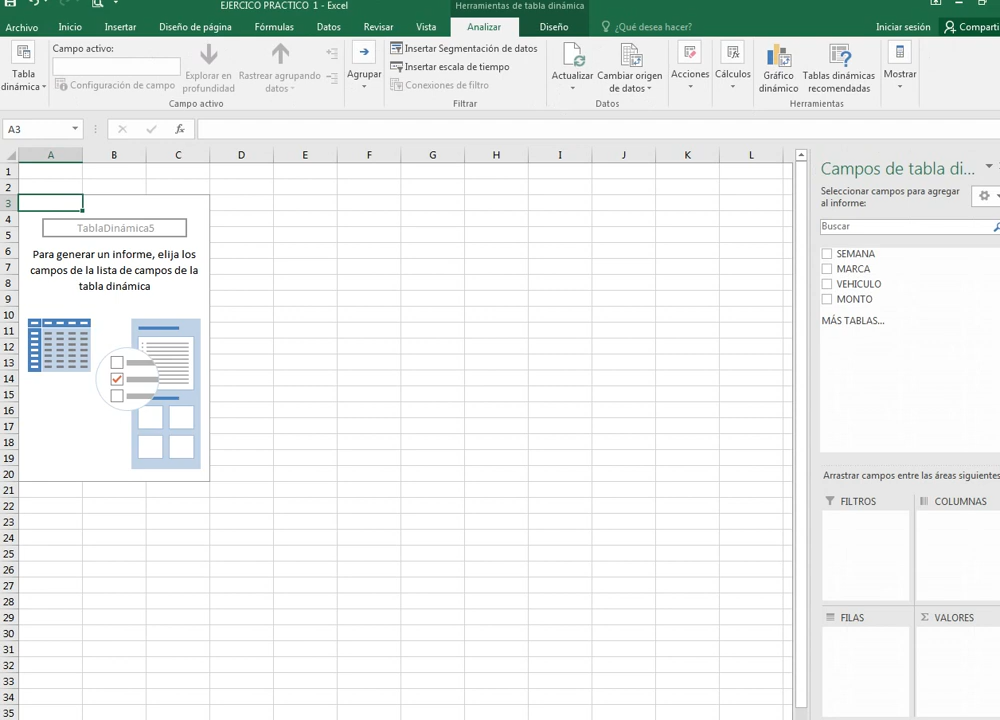 EJERCICO PRACTICO 1 - Excel
Herramientas de tabla dinámica
Archivo Inicio Insertar Diseño de página Fórmulas Datos Revisar Vista Analizar Diseño ¿Qué desea hacer? Iniciar sesión Comparti
Tabla dinámica
Campo activo:
Configuración de campo
Explorar en profundidad
Rastrear agrupando datos
Campo activo
Agrupar
Insertar Segmentación de datos
Insertar escala de tiempo
Conexiones de filtro
Filtrar
Actualizar
Cambiar origen de datos
Datos
Acciones
Cálculos
Gráfico dinámico
Tablas dinámicas recomendadas
Herramientas
Mostrar
A3
fx
A B C D E F G H I J K L
1
2
3
4
5
6
7
8
9
10
11
12
13
14
15
16
17
18
19
20
21
22
23
24
25
26
27
28
29
30
31
32
33
34
35
TablaDinámica5
Para generar un informe, elija los
campos de la lista de campos de la
tabla dinámica
Campos de tabla di...
Seleccionar campos para agregar
al informe:
Buscar
SEMANA
MARCA
VEHICULO
MONTO
MÁS TABLAS...
Arrastrar campos entre las áreas siguientes
FILTROS
COLUMNAS
FILAS
Σ VALORES